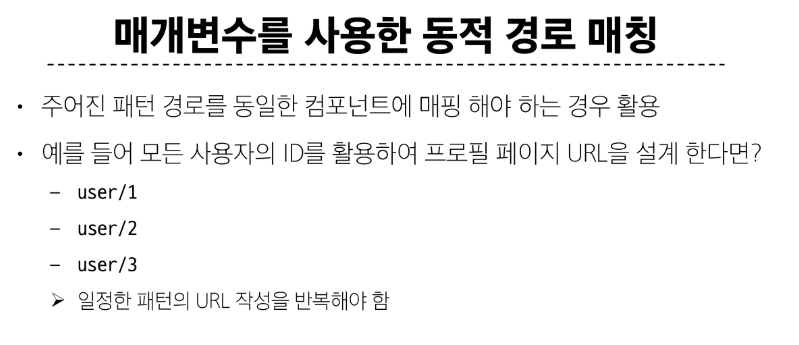 매개변수를 사용한 동적 경로 매칭
• 주어진 패턴 경로를 동일한 컴포넌트에 매핑 해야 하는 경우 활용
• 예를 들어 모든 사용자의 ID를 활용하여 프로필 페이지 URL을 설계 한다면?
– user/1
– user/2
– user/3
➢ 일정한 패턴의 URL 작성을 반복해야 함